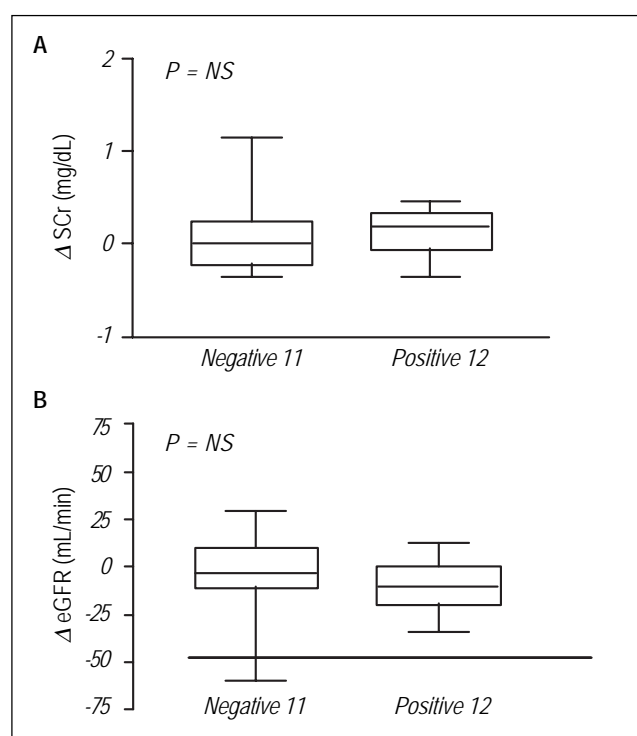 A
P = NS
Δ SCr (mg/dL)
2
1
0
-1
Negative 11
Positive 12
B
P = NS
Δ eGFR (mL/min)
75
50
25
0
-25
-50
-75
Negative 11
Positive 12